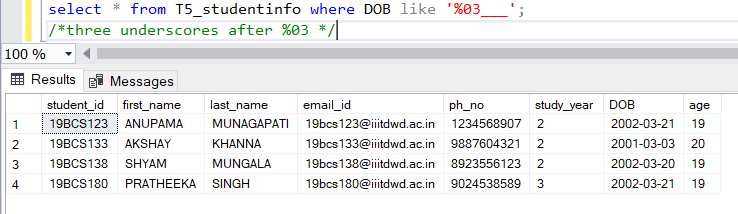 select * from T5_studentinfo where DOB like '%03___';
/*three underscores after %03 */
100 %
Results Messages
student_id first_name last_name email_id ph_no study_year DOB age
1 19BCS123 ANUPAMA MUNAGAPATI 19bcs123@iiitdwd.ac.in 1234568907 2 2002-03-21 19
2 19BCS133 AKSHAY KHANNA 19bcs133@iiitdwd.ac.in 9887604321 2 2001-03-03 20
3 19BCS138 SHYAM MUNGALA 19bcs138@iiitdwd.ac.in 8923556123 2 2002-03-20 19
4 19BCS180 PRATHEEKA SINGH 19bcs180@iiitdwd.ac.in 9024538589 3 2002-03-21 19